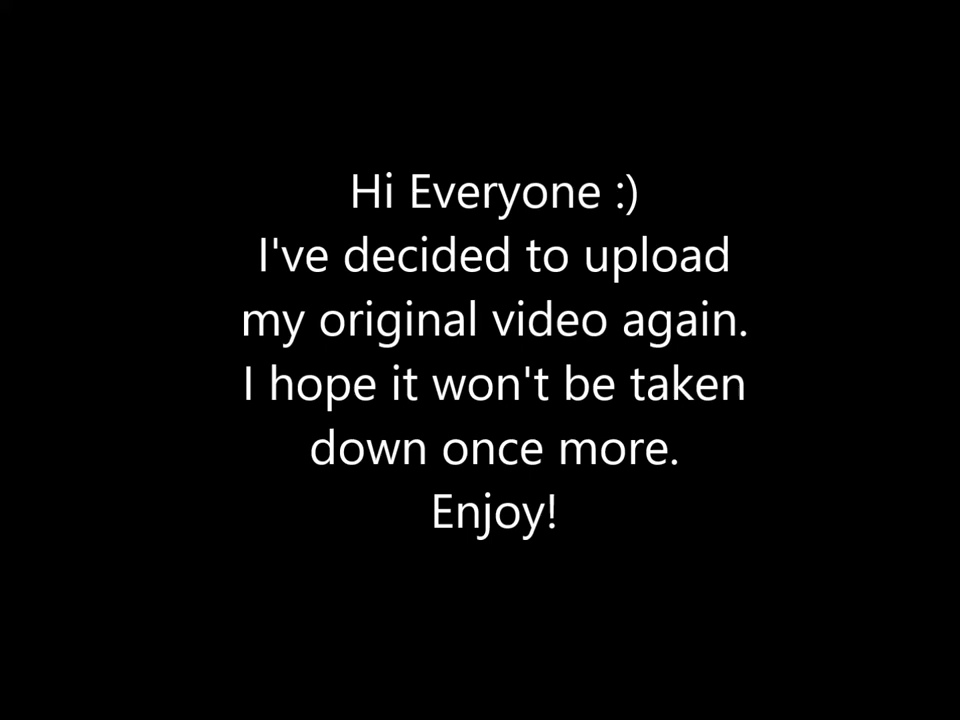 Hi Everyone :)
I've decided to upload
my original video again.
I hope it won't be taken
down once more.
Enjoy!